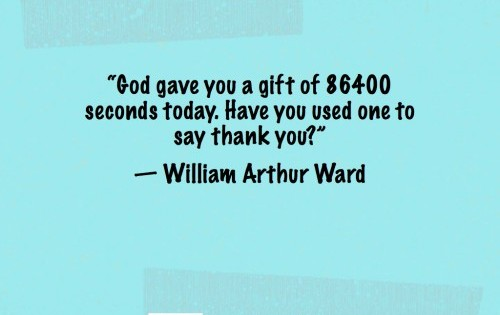 “God gave you a gift of 86400
seconds today. Have you used one to
say thank you?”
— William Arthur Ward